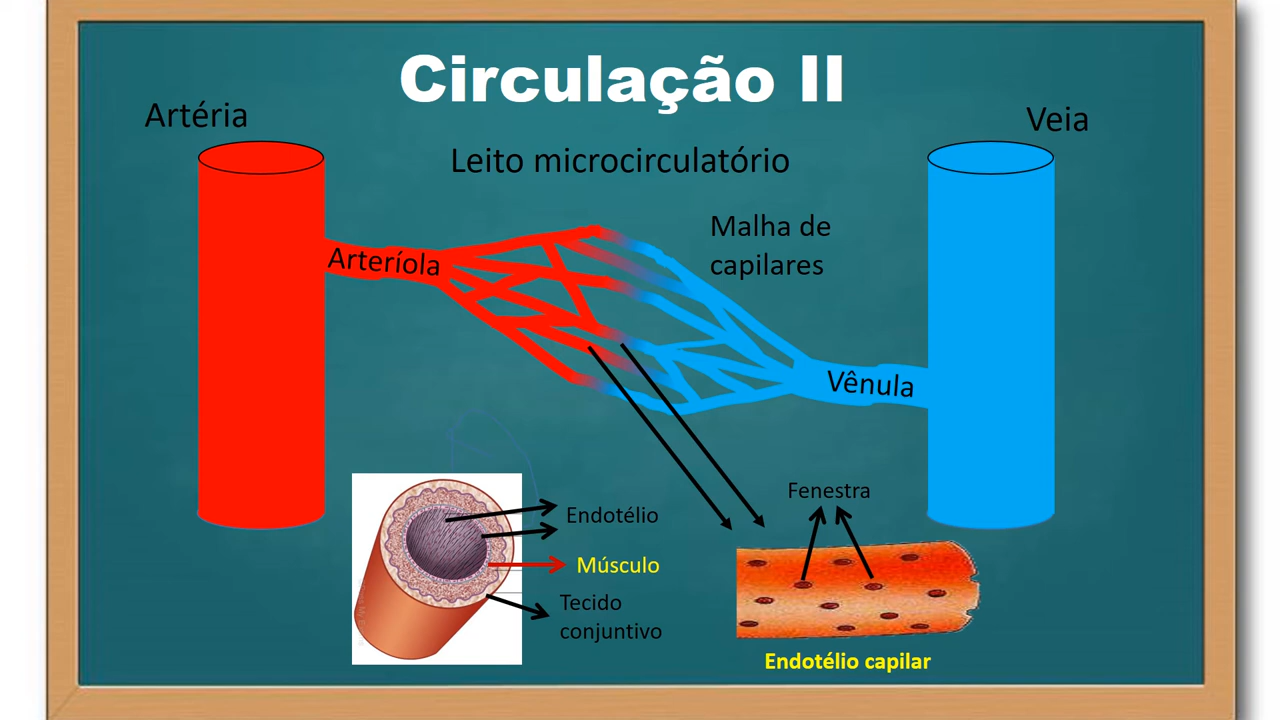 Circulação II
Artéria
Veia
Leito microcirculatório
Malha de
capilares
Arteríola
Vênula
Fenestra
Endotélio
Músculo
Tecido
conjuntivo
Endotélio capilar